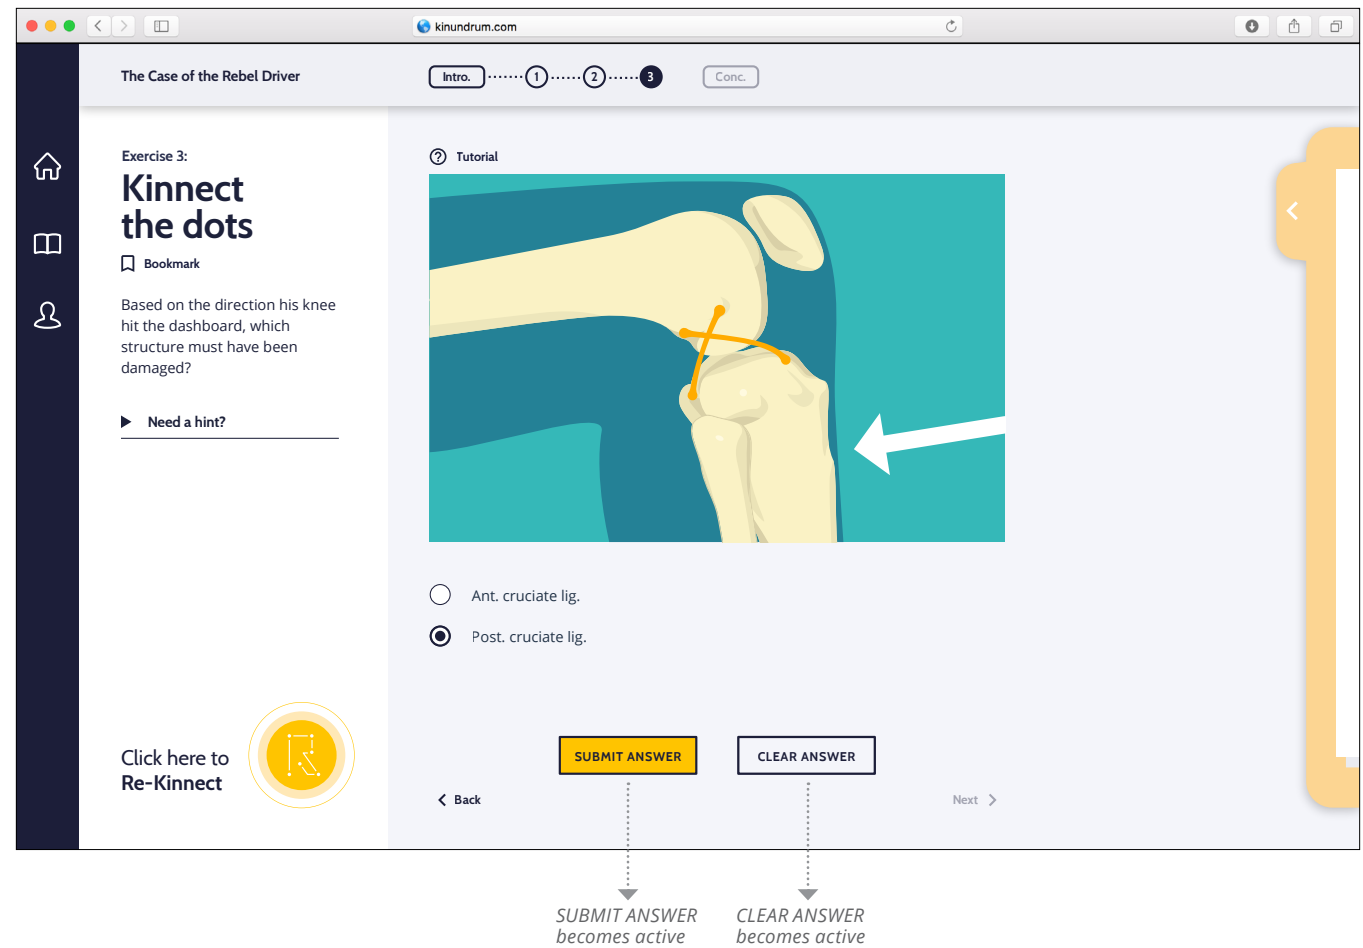 kinundrum.com
The Case of the Rebel Driver
Intro.
1
2
3
Conc.
Exercise 3:
Kinnect
the dots
Bookmark
Based on the direction his knee
hit the dashboard, which
structure must have been
damaged?
Need a hint?
Click here to
Re-Kinnect
? Tutorial
Ant. cruciate lig.
Post. cruciate lig.
SUBMIT ANSWER
CLEAR ANSWER
Back
Next
SUBMIT ANSWER
becomes active
CLEAR ANSWER
becomes active